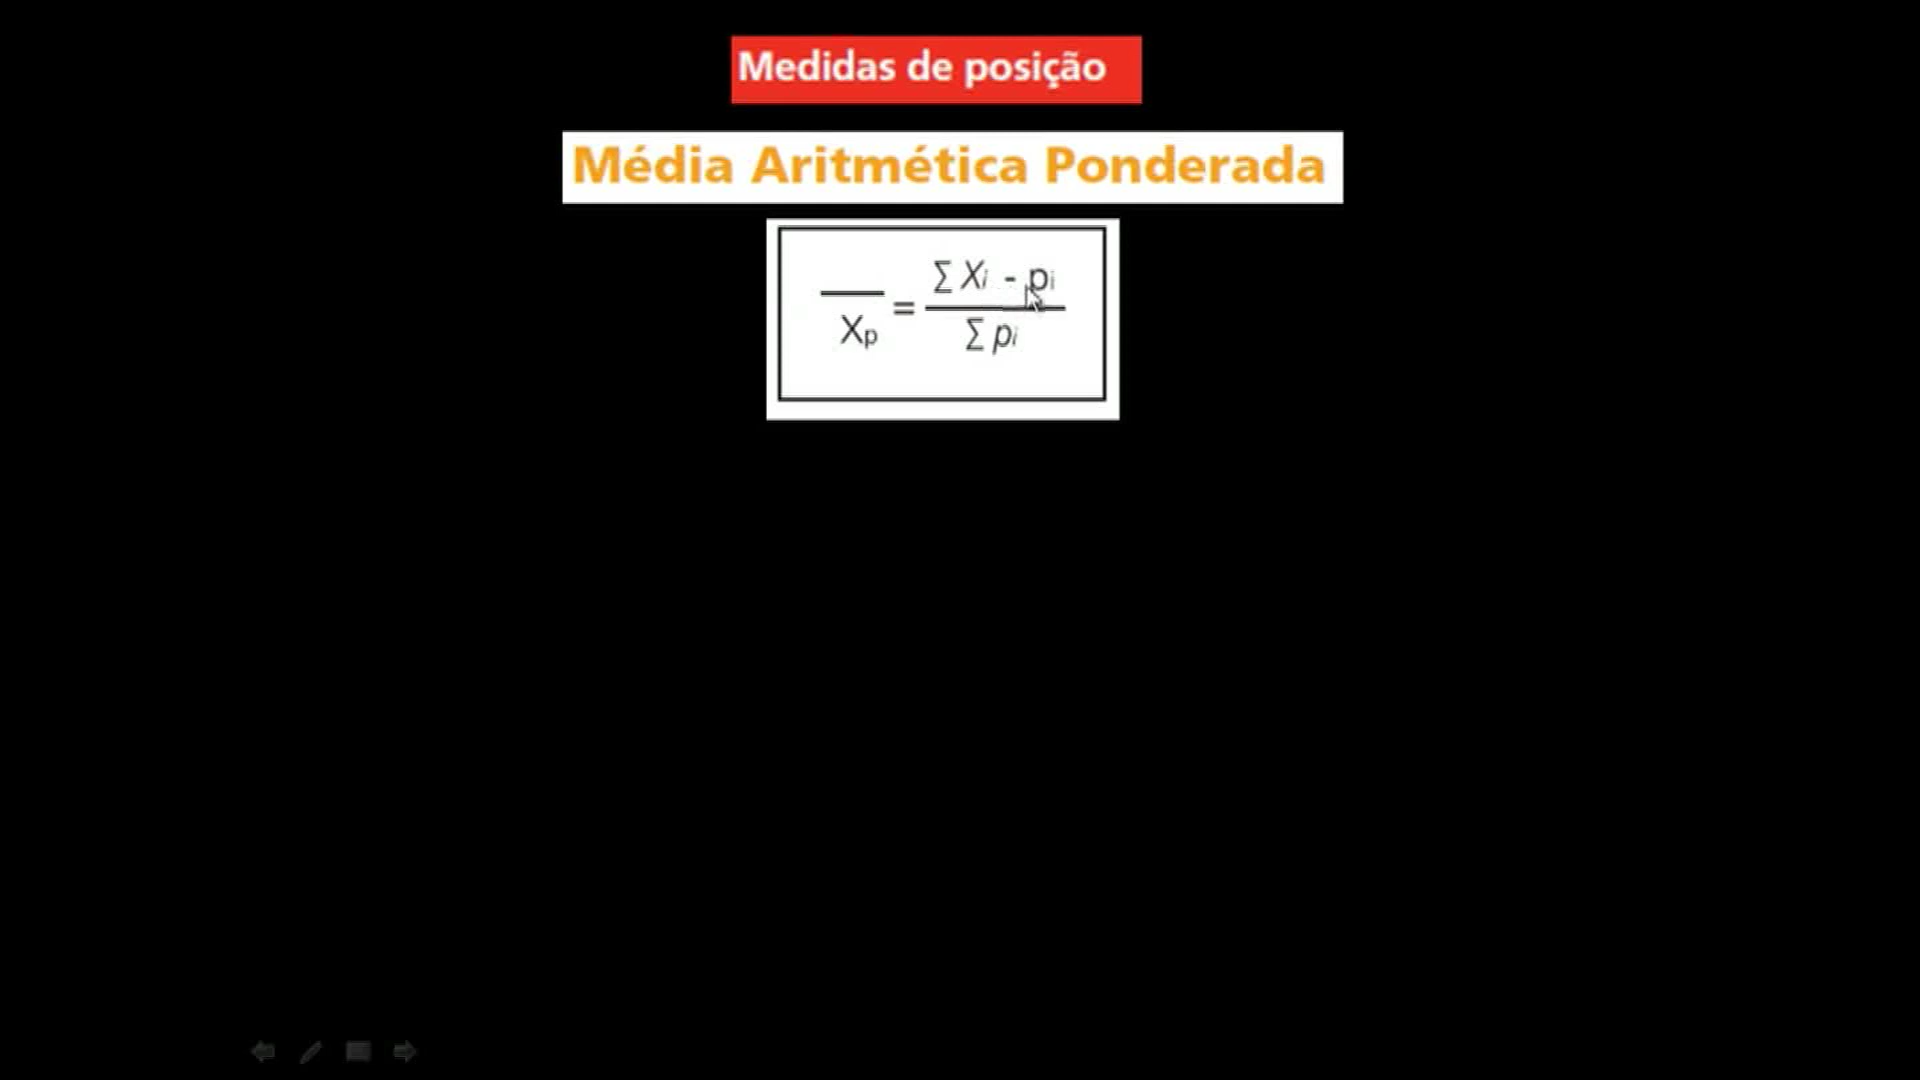 Medidas de posição
Média Aritmética Ponderada
∑ Xi - pi
Xp =
∑ pi